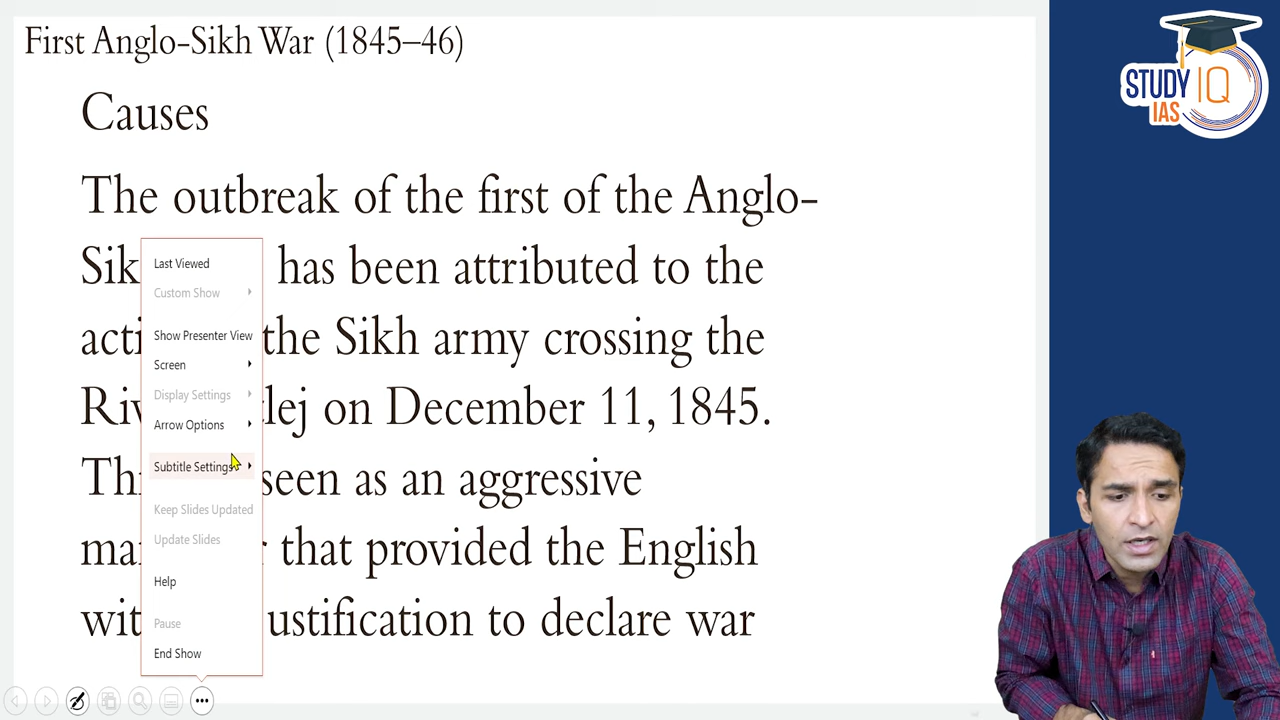 First Anglo-Sikh War (1845–46)
Causes
The outbreak of the first of the Anglo-
Sik has been attributed to the
acti the Sikh army crossing the
Riv tlej on December 11, 1845.
Thi seen as an aggressive
ma r that provided the English
wit ustification to declare war
Last Viewed
Custom Show
Show Presenter View
Screen
Display Settings
Arrow Options
Subtitle Settings
Keep Slides Updated
Update Slides
Help
Pause
End Show
STUDY IQ
IAS